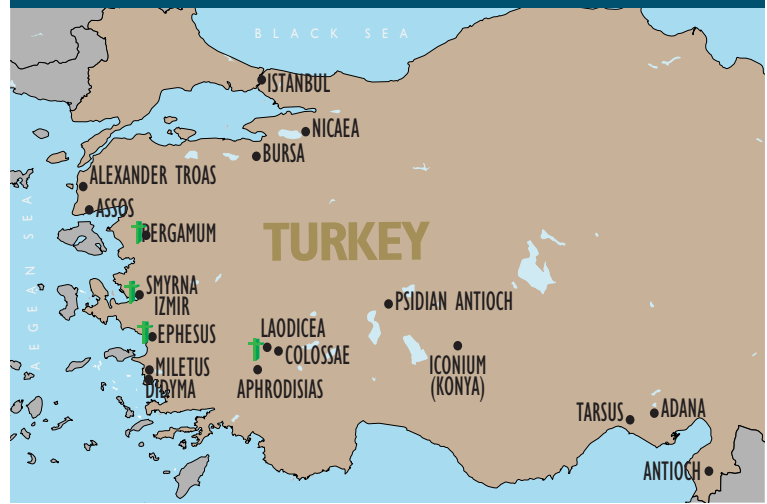 BLACK SEA
ISTANBUL
NICAEA
BURSA
ALEXANDER TROAS
ASSOS
PERGAMUM
TURKEY
AEGEAN SEA
SMYRNA
IZMIR
PSIDIAN ANTIOCH
EPHESUS
LAODICEA
COLOSSAE
MILETUS
DIDYMA
APHRODISIAS
ICONIUM
(KONYA)
TARSUS
ADANA
ANTIOCH